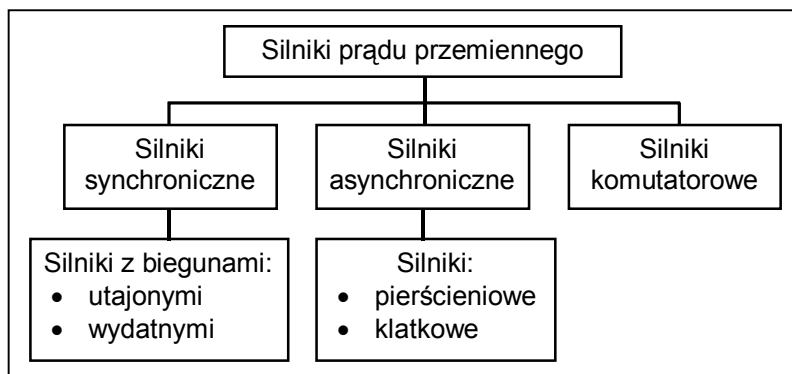 Silniki prądu przemiennego
Silniki
synchroniczne
Silniki
asynchroniczne
Silniki
komutatorowe
Silniki z biegunami:
• utajonymi
• wydatnymi
Silniki:
• pierścieniowe
• klatkowe